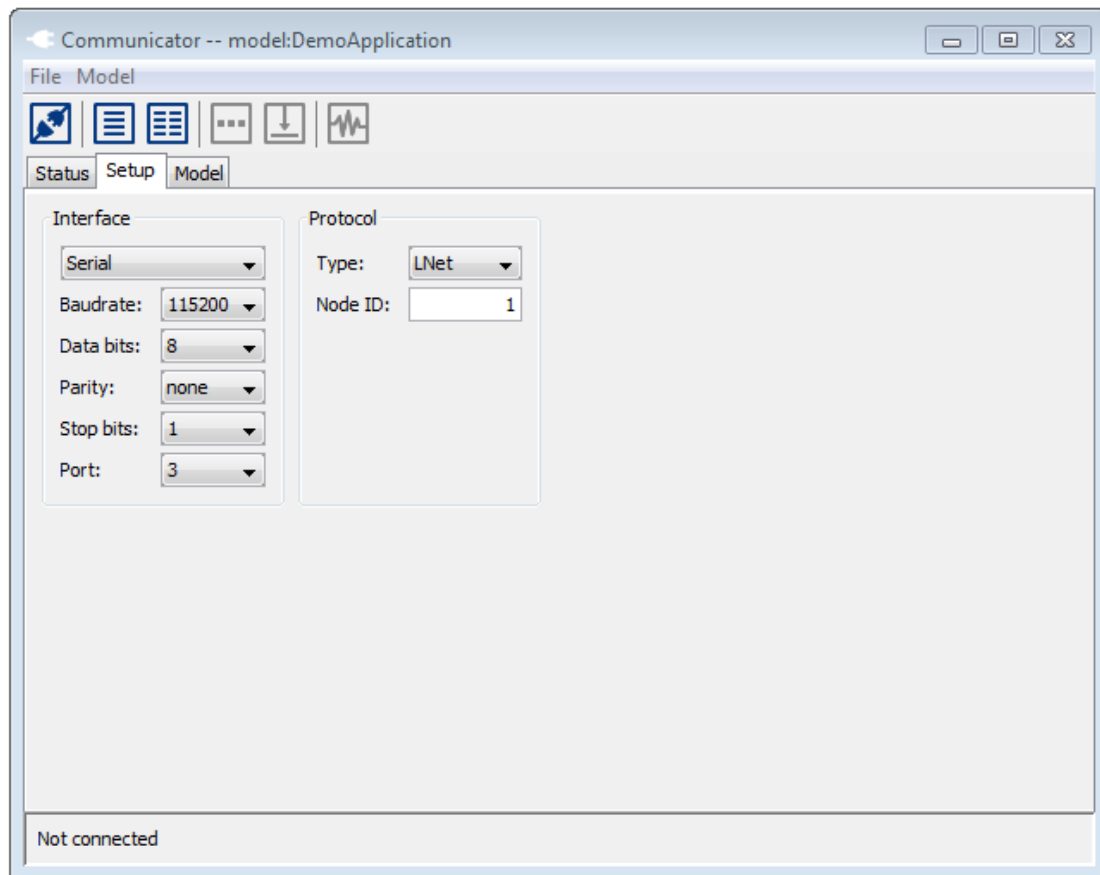 Communicator -- model:DemoApplication
File Model
Status Setup Model
Interface
Serial
Baudrate: 115200
Data bits: 8
Parity: none
Stop bits: 1
Port: 3
Protocol
Type: LNet
Node ID: 1
Not connected